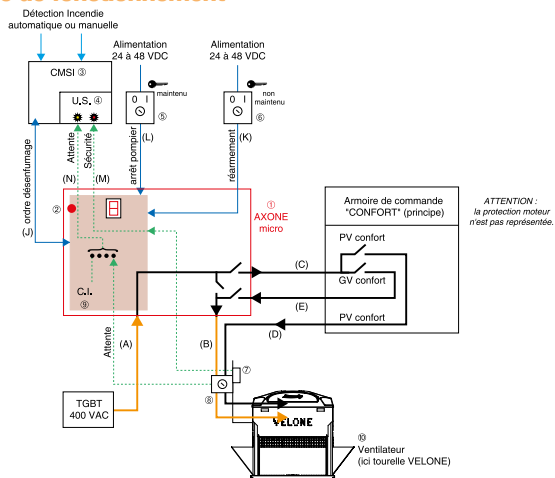 Détection Incendie
automatique ou manuelle
Alimentation
24 à 48 VDC
Alimentation
24 à 48 VDC
CMSI ③
U.S. ④
maintenu
non
maintenu
0 I
0 I
⑤
⑥
(L)
(K)
ordre désenfumage
Attente
Sécurité
arrêt pompier
réarmement
(N)
(M)
(J)
②
①
AXONE
micro
Armoire de commande
"CONFORT" (principe)
ATTENTION :
la protection moteur
n'est pas représentée.
PV confort
GV confort
PV confort
(C)
(E)
(D)
C.I.
⑨
Attente
(A)
(B)
⑦
⑧
TGBT
400 VAC
VELONE
⑩
Ventilateur
(ici tourelle VELONE)